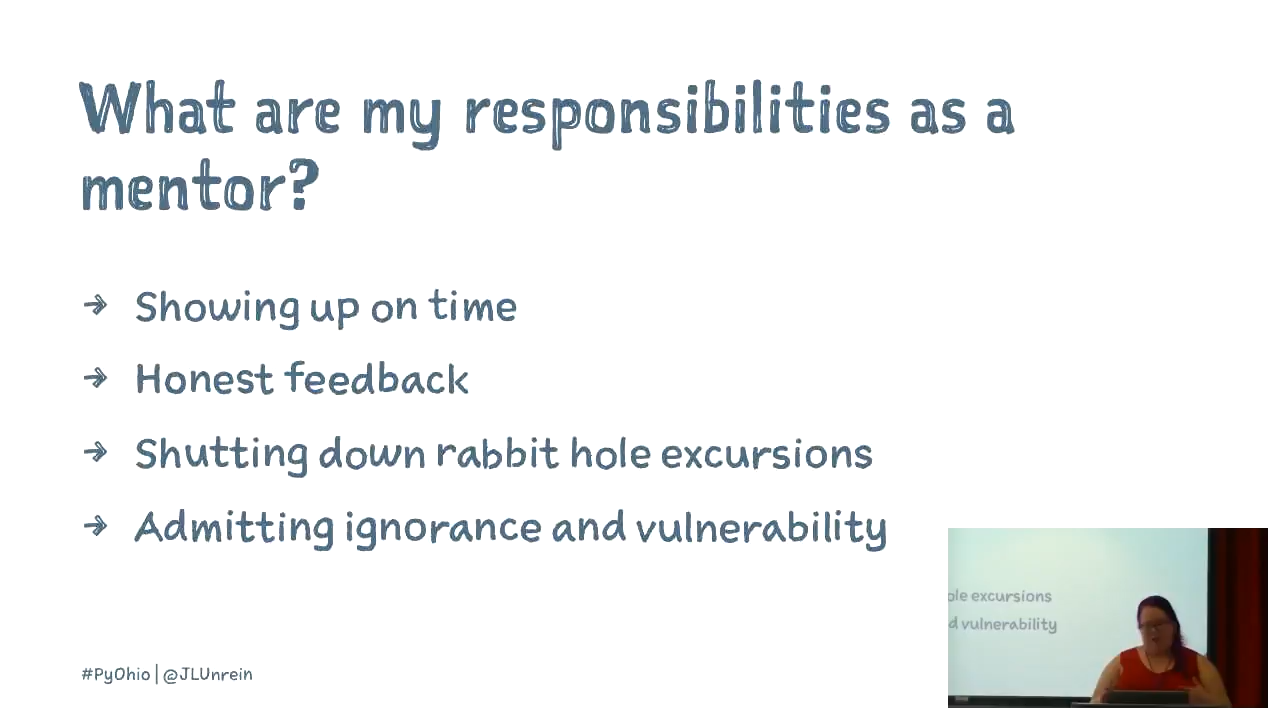 What are my responsibilities as a
mentor?
→ Showing up on time
→ Honest feedback
→ Shutting down rabbit hole excursions
→ Admitting ignorance and vulnerability
#PyOhio | @JLUnrein
ole excursions
d vulnerability